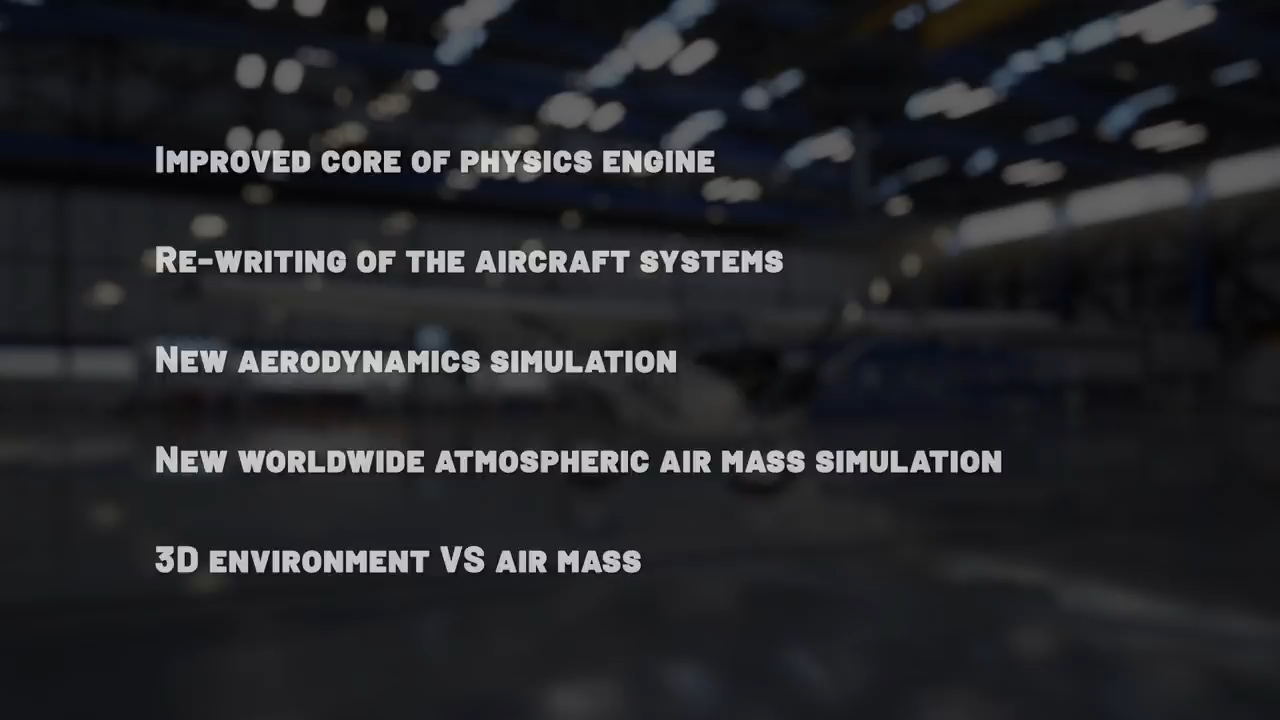 Improved core of physics engine
Re-writing of the aircraft systems
New aerodynamics simulation
New worldwide atmospheric air mass simulation
3D environment VS air mass